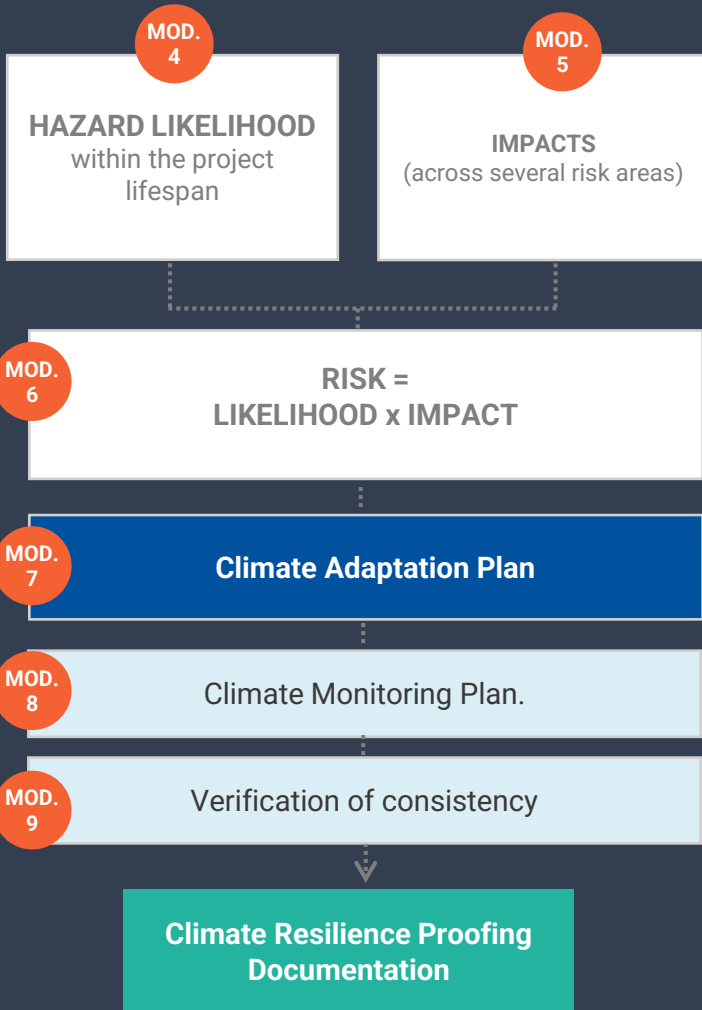 MOD.
4
HAZARD LIKELIHOOD
within the project
lifespan
MOD.
5
IMPACTS
(across several risk areas)
MOD.
6
RISK =
LIKELIHOOD x IMPACT
MOD.
7
Climate Adaptation Plan
MOD.
8
Climate Monitoring Plan.
MOD.
9
Verification of consistency
Climate Resilience Proofing
Documentation